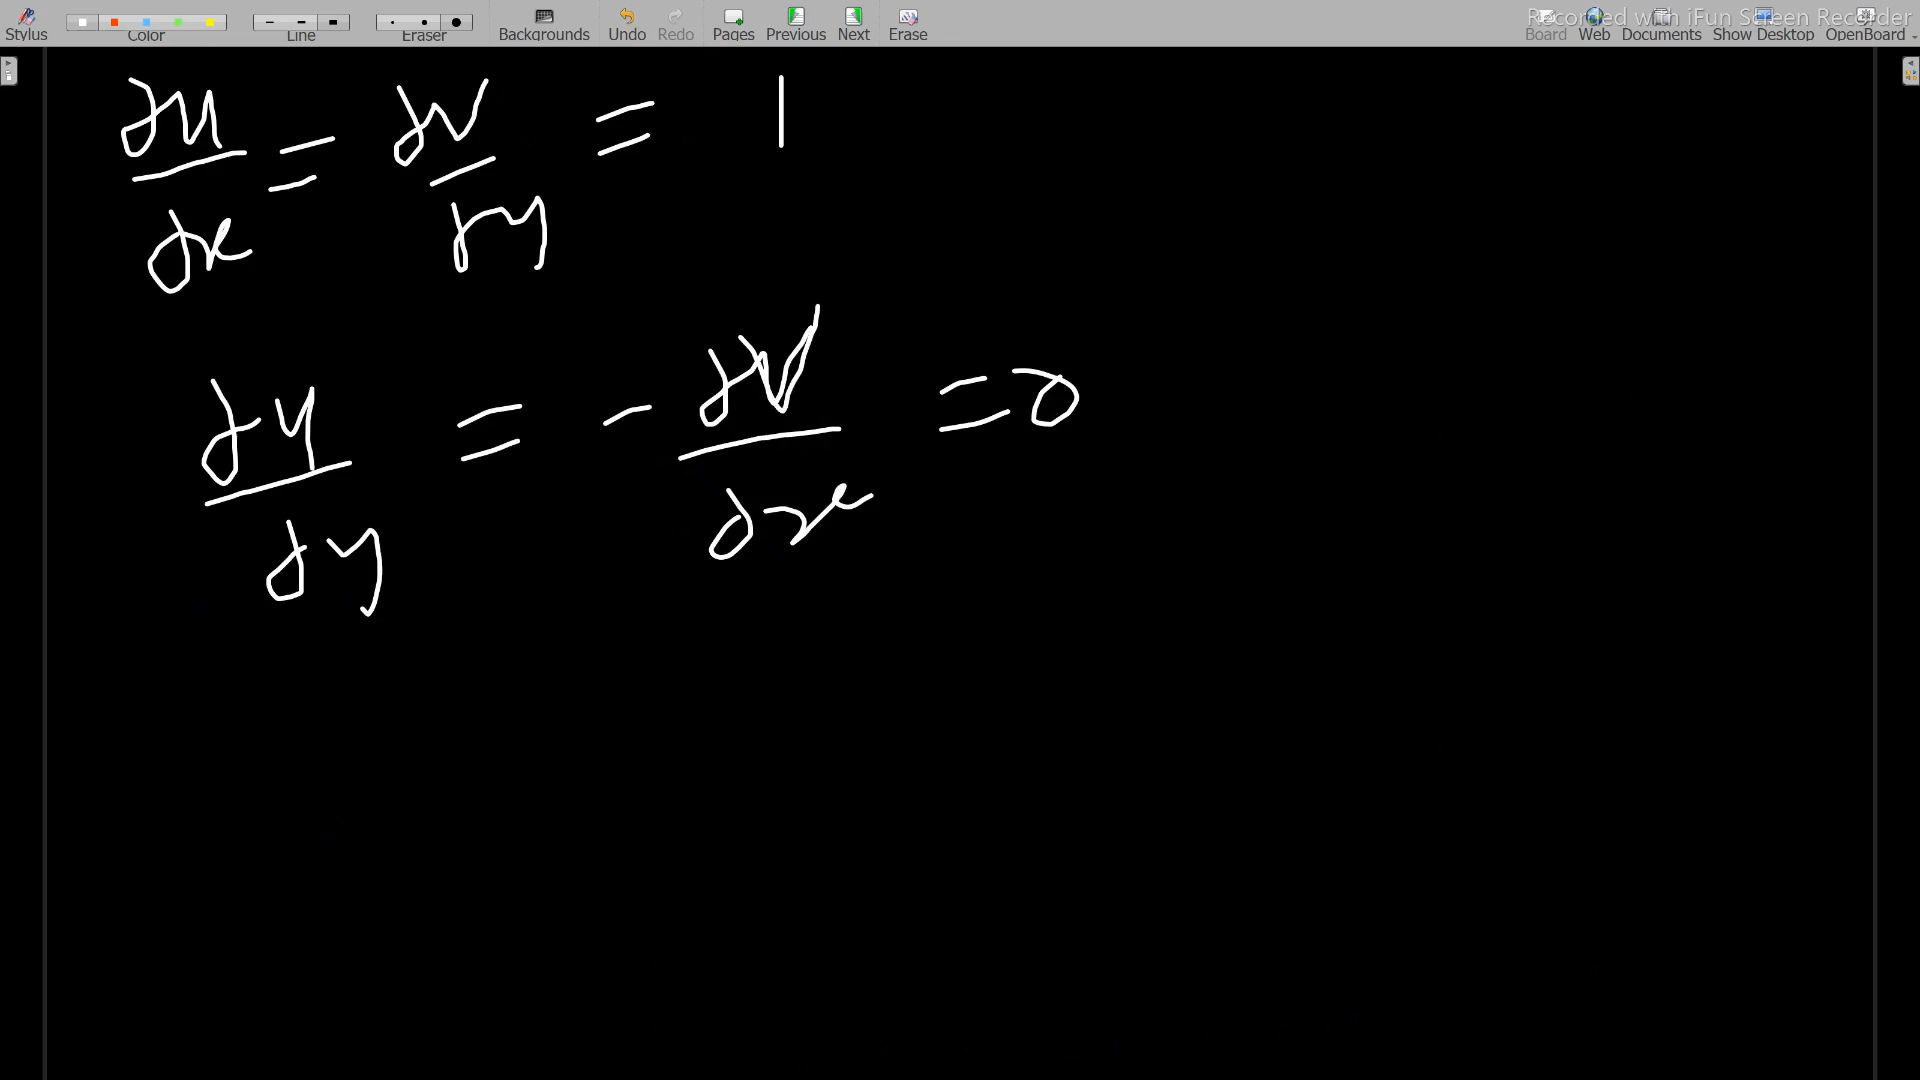 Recorded with iFun Screen Recorder
Stylus Color Line Eraser Backgrounds Undo Redo Pages Previous Next Erase Board Web Documents Show Desktop OpenBoard
∂u/∂x = ∂v/∂y = 1
∂u/∂y = - ∂v/∂x = 0